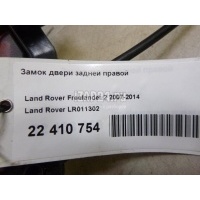 Замок двери задней правой
Land Rover Freelander 2 2007-2014
Land Rover LR011302
22 410 754